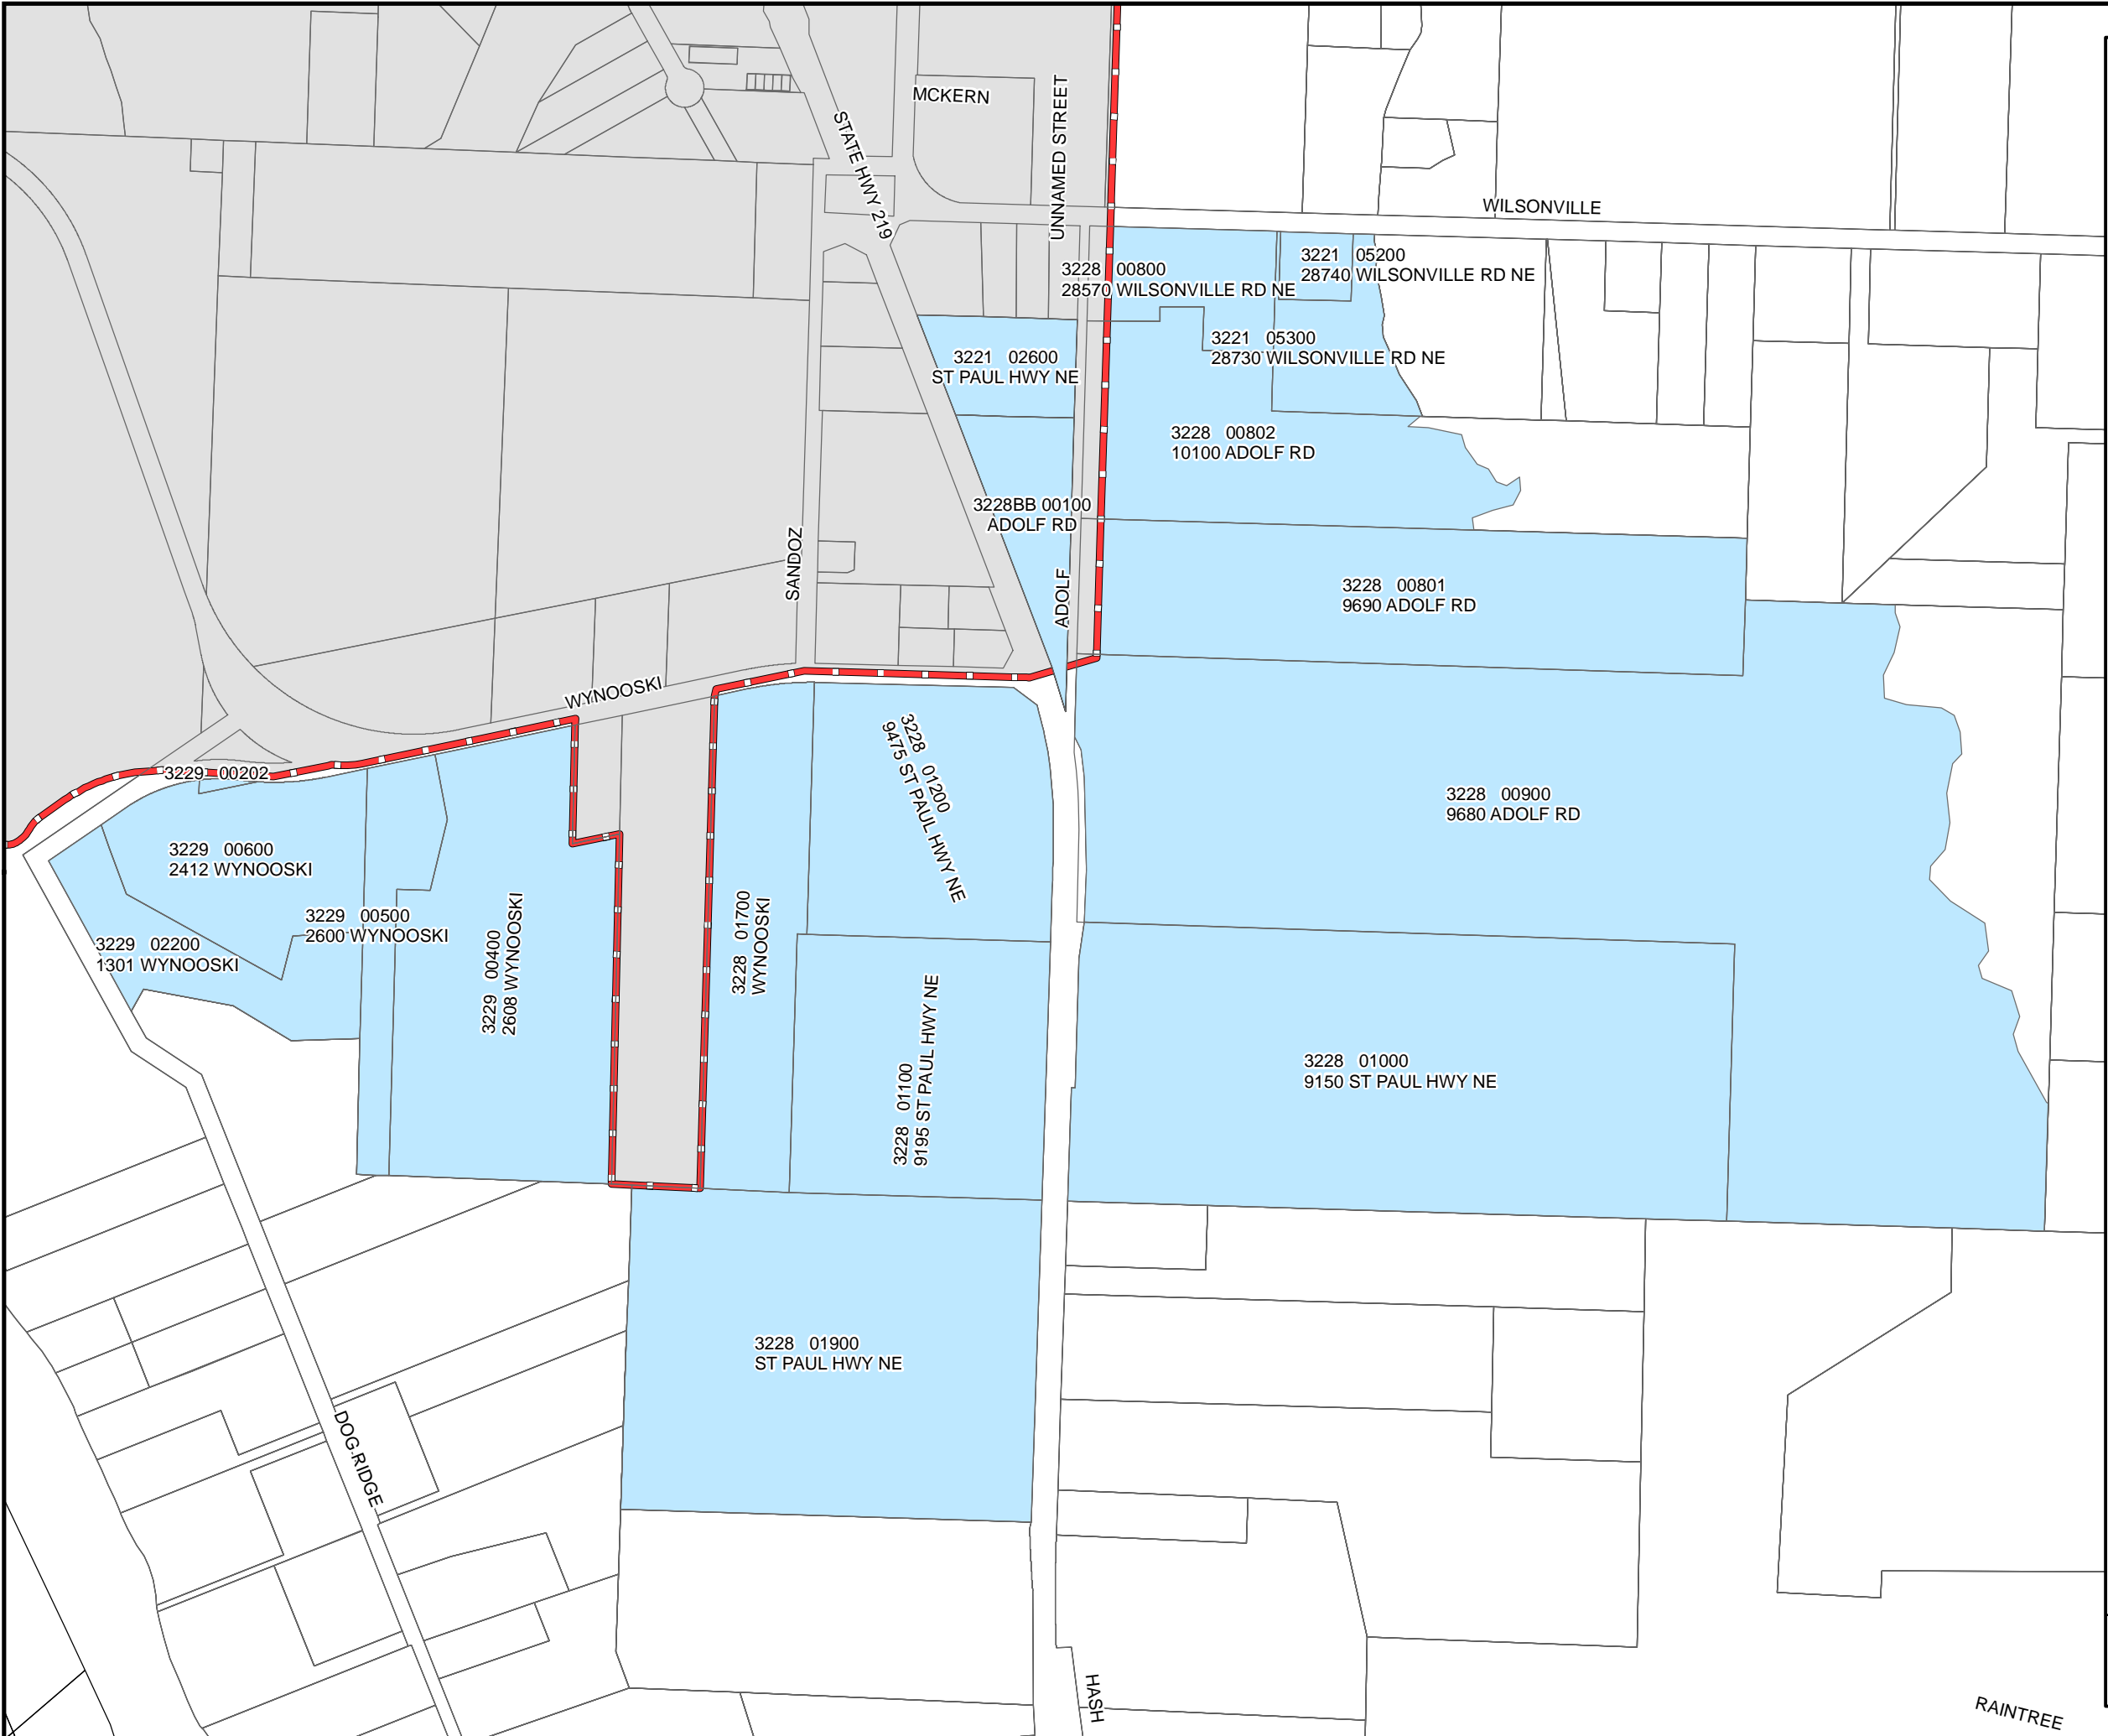 MCKERN
UNNAMED STREET
STATE HWY 219
WILSONVILLE
3228 00800
28570 WILSONVILLE RD NE
3221 05200
28740 WILSONVILLE RD NE
3221 05300
28730 WILSONVILLE RD NE
3221 02600
ST PAUL HWY NE
3228 00802
10100 ADOLF RD
3228BB 00100
ADOLF RD
SANDOZ
ADOLF
3228 00801
9690 ADOLF RD
WYNOOSKI
3229 00202
3228 01200
9475 ST PAUL HWY NE
3228 00900
9680 ADOLF RD
3229 00600
2412 WYNOOSKI
3229 00500
2600 WYNOOSKI
3229 02200
1301 WYNOOSKI
3229 00400
2608 WYNOOSKI
3228 01700
WYNOOSKI
3228 01100
9195 ST PAUL HWY NE
3228 01000
9150 ST PAUL HWY NE
3228 01900
ST PAUL HWY NE
DOG RIDGE
HASH
RAINTREE